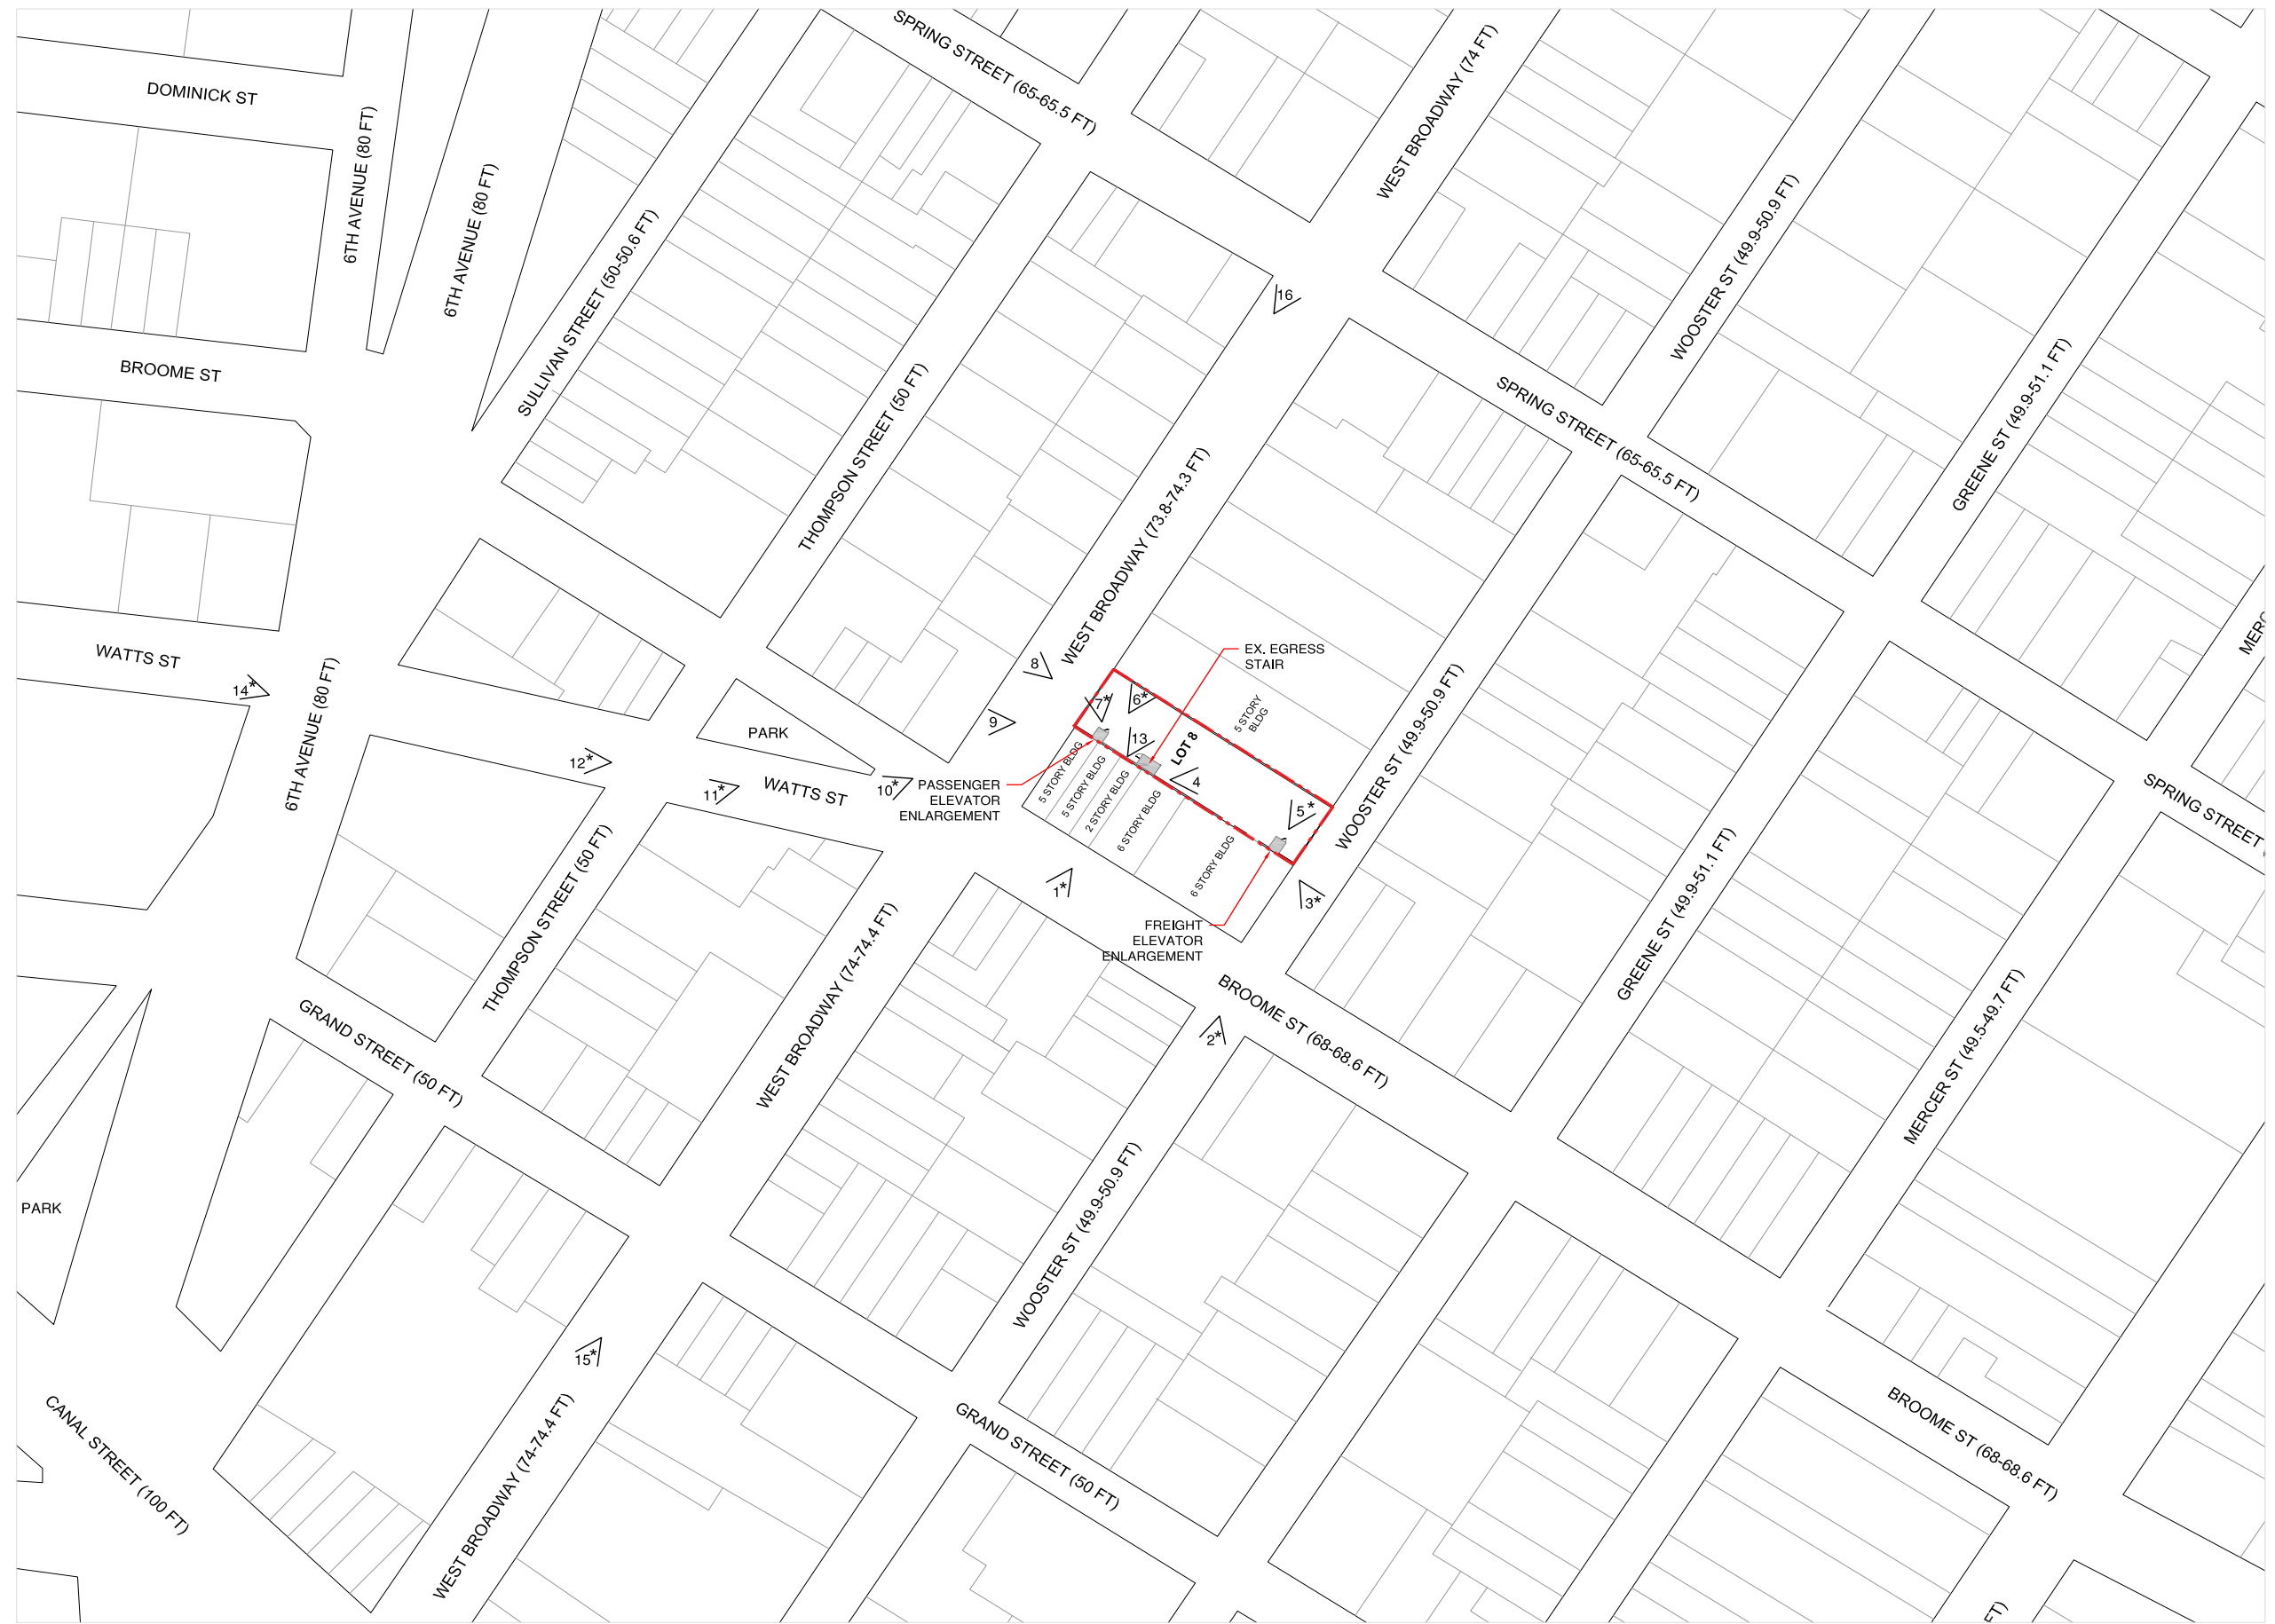 SPRING STREET (65-65.5 FT)
WEST BROADWAY (74 FT)
DOMINICK ST
6TH AVENUE (80 FT)
6TH AVENUE (80 FT)
SULLIVAN STREET (50-50.6 FT)
WOOSTER ST (49.9-50.9 FT)
16
BROOME ST
THOMPSON STREET (50 FT)
SPRING STREET (65-65.5 FT)
GREENE ST (49.9-51.1 FT)
WEST BROADWAY (73.8-74.3 FT)
WATTS ST
14*
6TH AVENUE (80 FT)
8
9
7*
6*
EX. EGRESS
STAIR
5 STORY
BLDG
LOT 8
13
4
5*
PARK
12*
11*
WATTS ST
10*
PASSENGER
ELEVATOR
ENLARGEMENT
5 STORY BLDG
5 STORY BLDG
2 STORY BLDG
6 STORY BLDG
6 STORY BLDG
WOOSTER ST (49.9-50.9 FT)
SPRING STREET
1*
3*
FREIGHT
ELEVATOR
ENLARGEMENT
THOMPSON STREET (50 FT)
WEST BROADWAY (74-74.4 FT)
GREENE ST (49.9-51.1 FT)
MERCER ST (49.5-49.7 FT)
GRAND STREET (50 FT)
BROOME ST (68-68.6 FT)
2*
PARK
WOOSTER ST (49.9-50.9 FT)
15*
CANAL STREET (100 FT)
WEST BROADWAY (74-74.4 FT)
GRAND STREET (50 FT)
BROOME ST (68-68.6 FT)
FT)